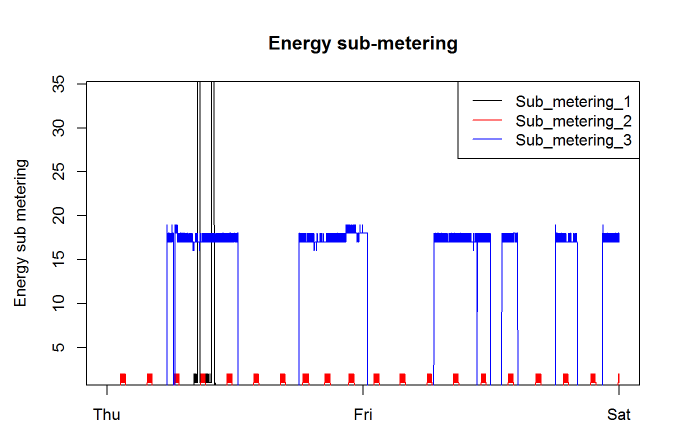 Energy sub-metering
Energy sub metering
35
30
25
20
15
10
5
Sub_metering_1
Sub_metering_2
Sub_metering_3
Thu
Fri
Sat